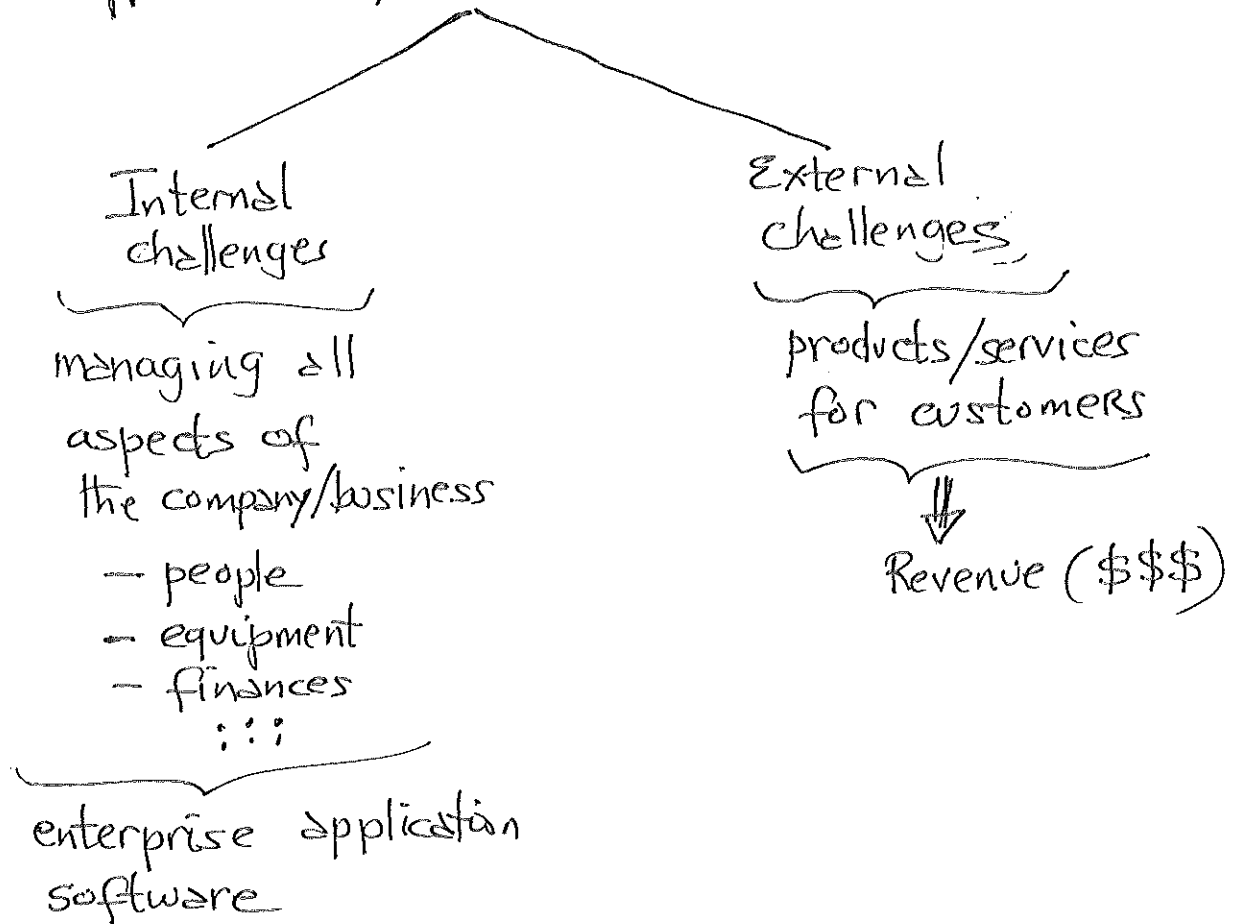 Internal
challenges
managing all
aspects of
the company/business
- people
- equipment
- finances
enterprise application
software
External
challenges
products/services
for customers
Revenue ($$$)